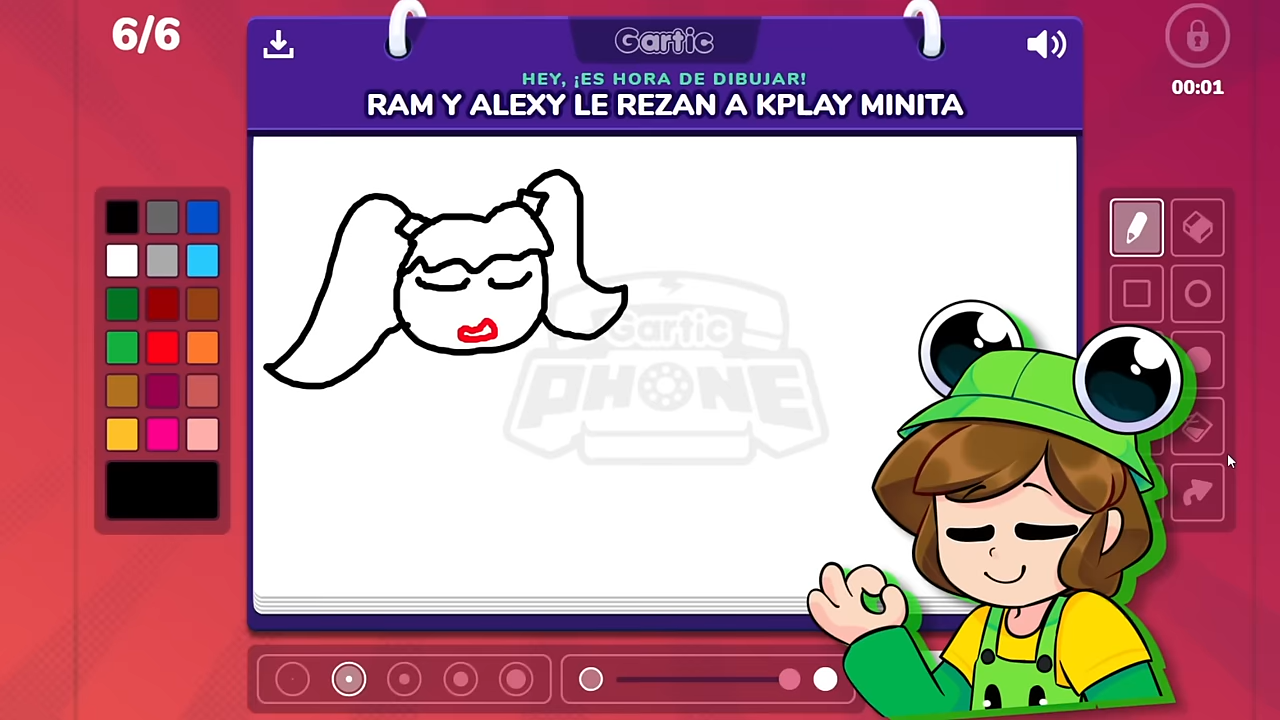 6/6
Gartic
HEY, ¡ES HORA DE DIBUJAR!
RAM Y ALEXY LE REZAN A KPLAY MINITA
00:01
Gartic
PHONE